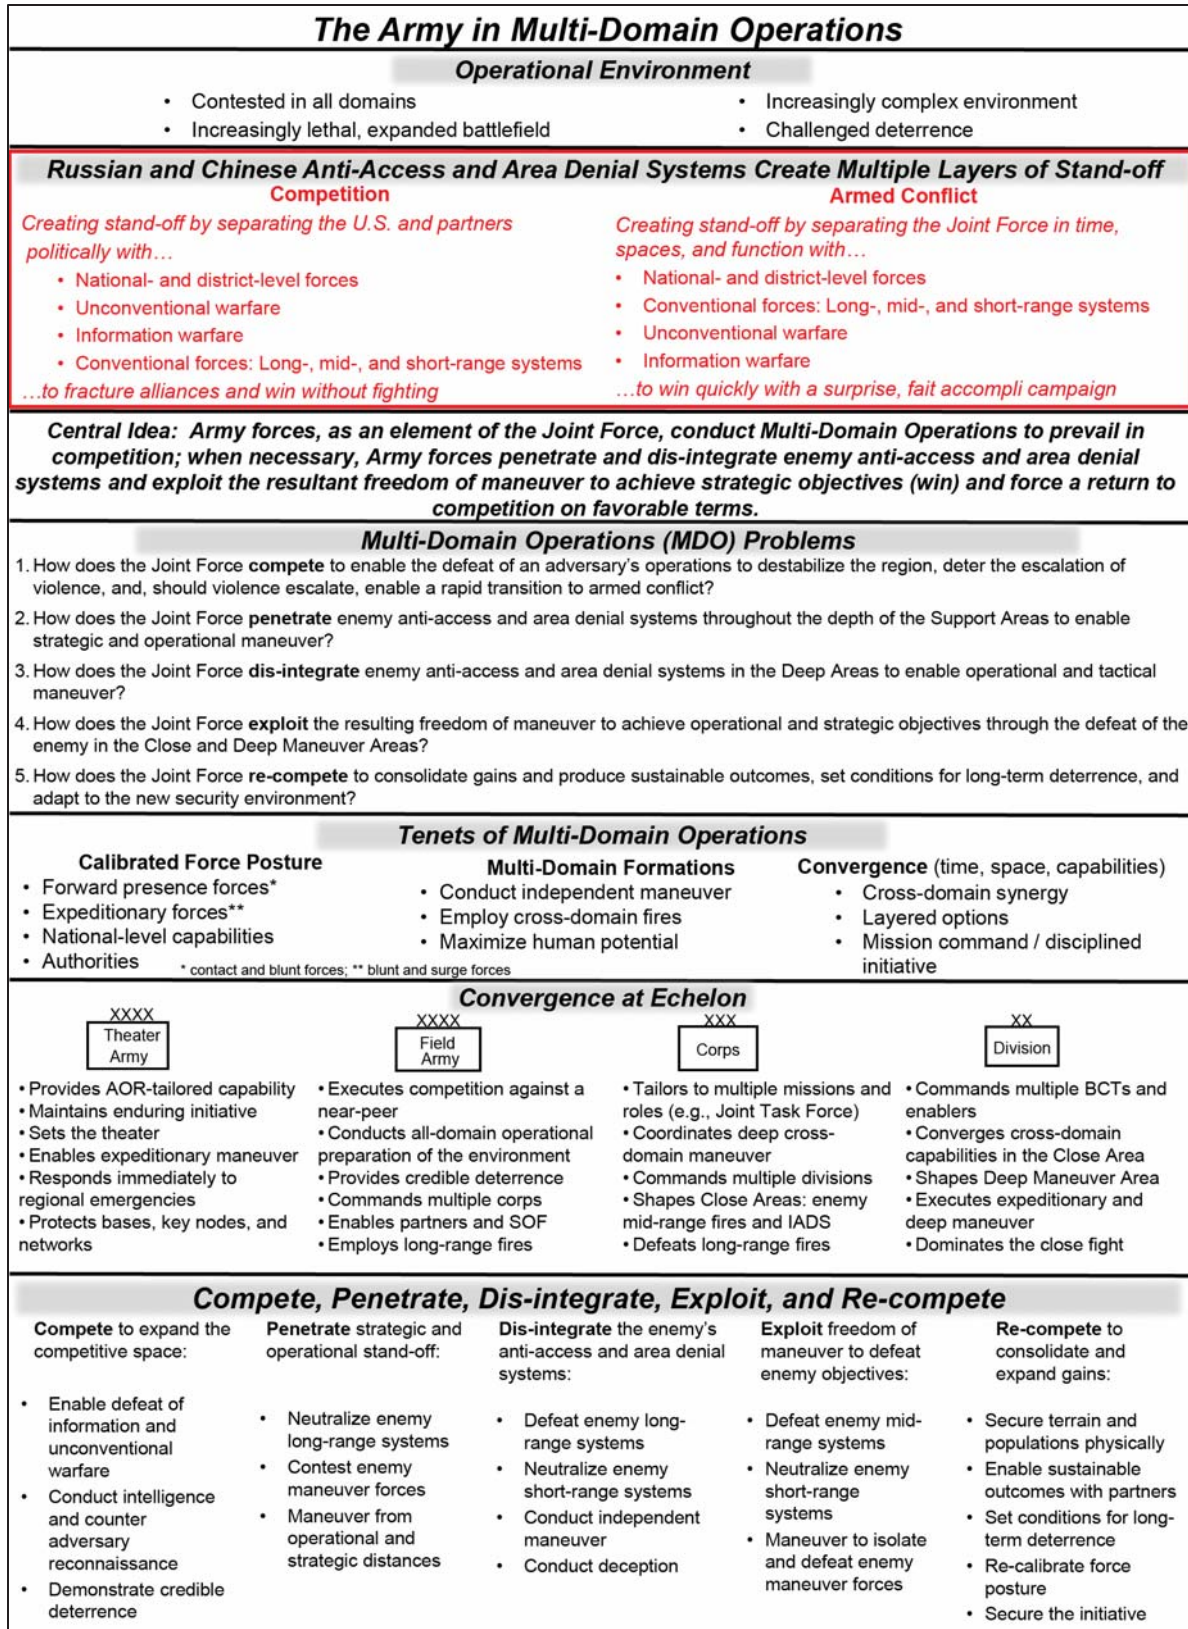 The Army in Multi-Domain Operations
Operational Environment
• Contested in all domains
• Increasingly lethal, expanded battlefield
• Increasingly complex environment
• Challenged deterrence
Russian and Chinese Anti-Access and Area Denial Systems Create Multiple Layers of Stand-off
Competition
Creating stand-off by separating the U.S. and partners
politically with…
• National- and district-level forces
• Unconventional warfare
• Information warfare
• Conventional forces: Long-, mid-, and short-range systems
…to fracture alliances and win without fighting
Armed Conflict
Creating stand-off by separating the Joint Force in time,
spaces, and function with…
• National- and district-level forces
• Conventional forces: Long-, mid-, and short-range systems
• Unconventional warfare
• Information warfare
…to win quickly with a surprise, fait accompli campaign
Central Idea: Army forces, as an element of the Joint Force, conduct Multi-Domain Operations to prevail in
competition; when necessary, Army forces penetrate and dis-integrate enemy anti-access and area denial
systems and exploit the resultant freedom of maneuver to achieve strategic objectives (win) and force a return to
competition on favorable terms.
Multi-Domain Operations (MDO) Problems
1. How does the Joint Force compete to enable the defeat of an adversary's operations to destabilize the region, deter the escalation of
violence, and, should violence escalate, enable a rapid transition to armed conflict?
2. How does the Joint Force penetrate enemy anti-access and area denial systems throughout the depth of the Support Areas to enable
strategic and operational maneuver?
3. How does the Joint Force dis-integrate enemy anti-access and area denial systems in the Deep Areas to enable operational and tactical
maneuver?
4. How does the Joint Force exploit the resulting freedom of maneuver to achieve operational and strategic objectives through the defeat of the
enemy in the Close and Deep Maneuver Areas?
5. How does the Joint Force re-compete to consolidate gains and produce sustainable outcomes, set conditions for long-term deterrence, and
adapt to the new security environment?
Tenets of Multi-Domain Operations
Calibrated Force Posture
• Forward presence forces*
• Expeditionary forces**
• National-level capabilities
• Authorities
* contact and blunt forces; ** blunt and surge forces
Multi-Domain Formations
• Conduct independent maneuver
• Employ cross-domain fires
• Maximize human potential
Convergence (time, space, capabilities)
• Cross-domain synergy
• Layered options
• Mission command / disciplined
initiative
Convergence at Echelon
XXXX
Theater
Army
• Provides AOR-tailored capability
• Maintains enduring initiative
• Sets the theater
• Enables expeditionary maneuver
• Responds immediately to
regional emergencies
• Protects bases, key nodes, and
networks
XXXX
Field
Army
• Executes competition against a
near-peer
• Conducts all-domain operational
preparation of the environment
• Provides credible deterrence
• Commands multiple corps
• Enables partners and SOF
• Employs long-range fires
XXX
Corps
• Tailors to multiple missions and
roles (e.g., Joint Task Force)
• Coordinates deep cross-
domain maneuver
• Commands multiple divisions
• Shapes Close Areas: enemy
mid-range fires and IADS
• Defeats long-range fires
XX
Division
• Commands multiple BCTs and
enablers
• Converges cross-domain
capabilities in the Close Area
• Shapes Deep Maneuver Area
• Executes expeditionary and
deep maneuver
• Dominates the close fight
Compete, Penetrate, Dis-integrate, Exploit, and Re-compete
Compete to expand the
competitive space:
• Enable defeat of
information and
unconventional
warfare
• Conduct intelligence
and counter
adversary
reconnaissance
• Demonstrate credible
deterrence
Penetrate strategic and
operational stand-off:
• Neutralize enemy
long-range systems
• Contest enemy
maneuver forces
• Maneuver from
operational and
strategic distances
Dis-integrate the enemy's
anti-access and area denial
systems:
• Defeat enemy long-
range systems
• Neutralize enemy
short-range systems
• Conduct independent
maneuver
• Conduct deception
Exploit freedom of
maneuver to defeat
enemy objectives:
• Defeat enemy mid-
range systems
• Neutralize enemy
short-range
systems
• Maneuver to isolate
and defeat enemy
maneuver forces
Re-compete to
consolidate and
expand gains:
• Secure terrain and
populations physically
• Enable sustainable
outcomes with partners
• Set conditions for long-
term deterrence
• Re-calibrate force
posture
• Secure the initiative